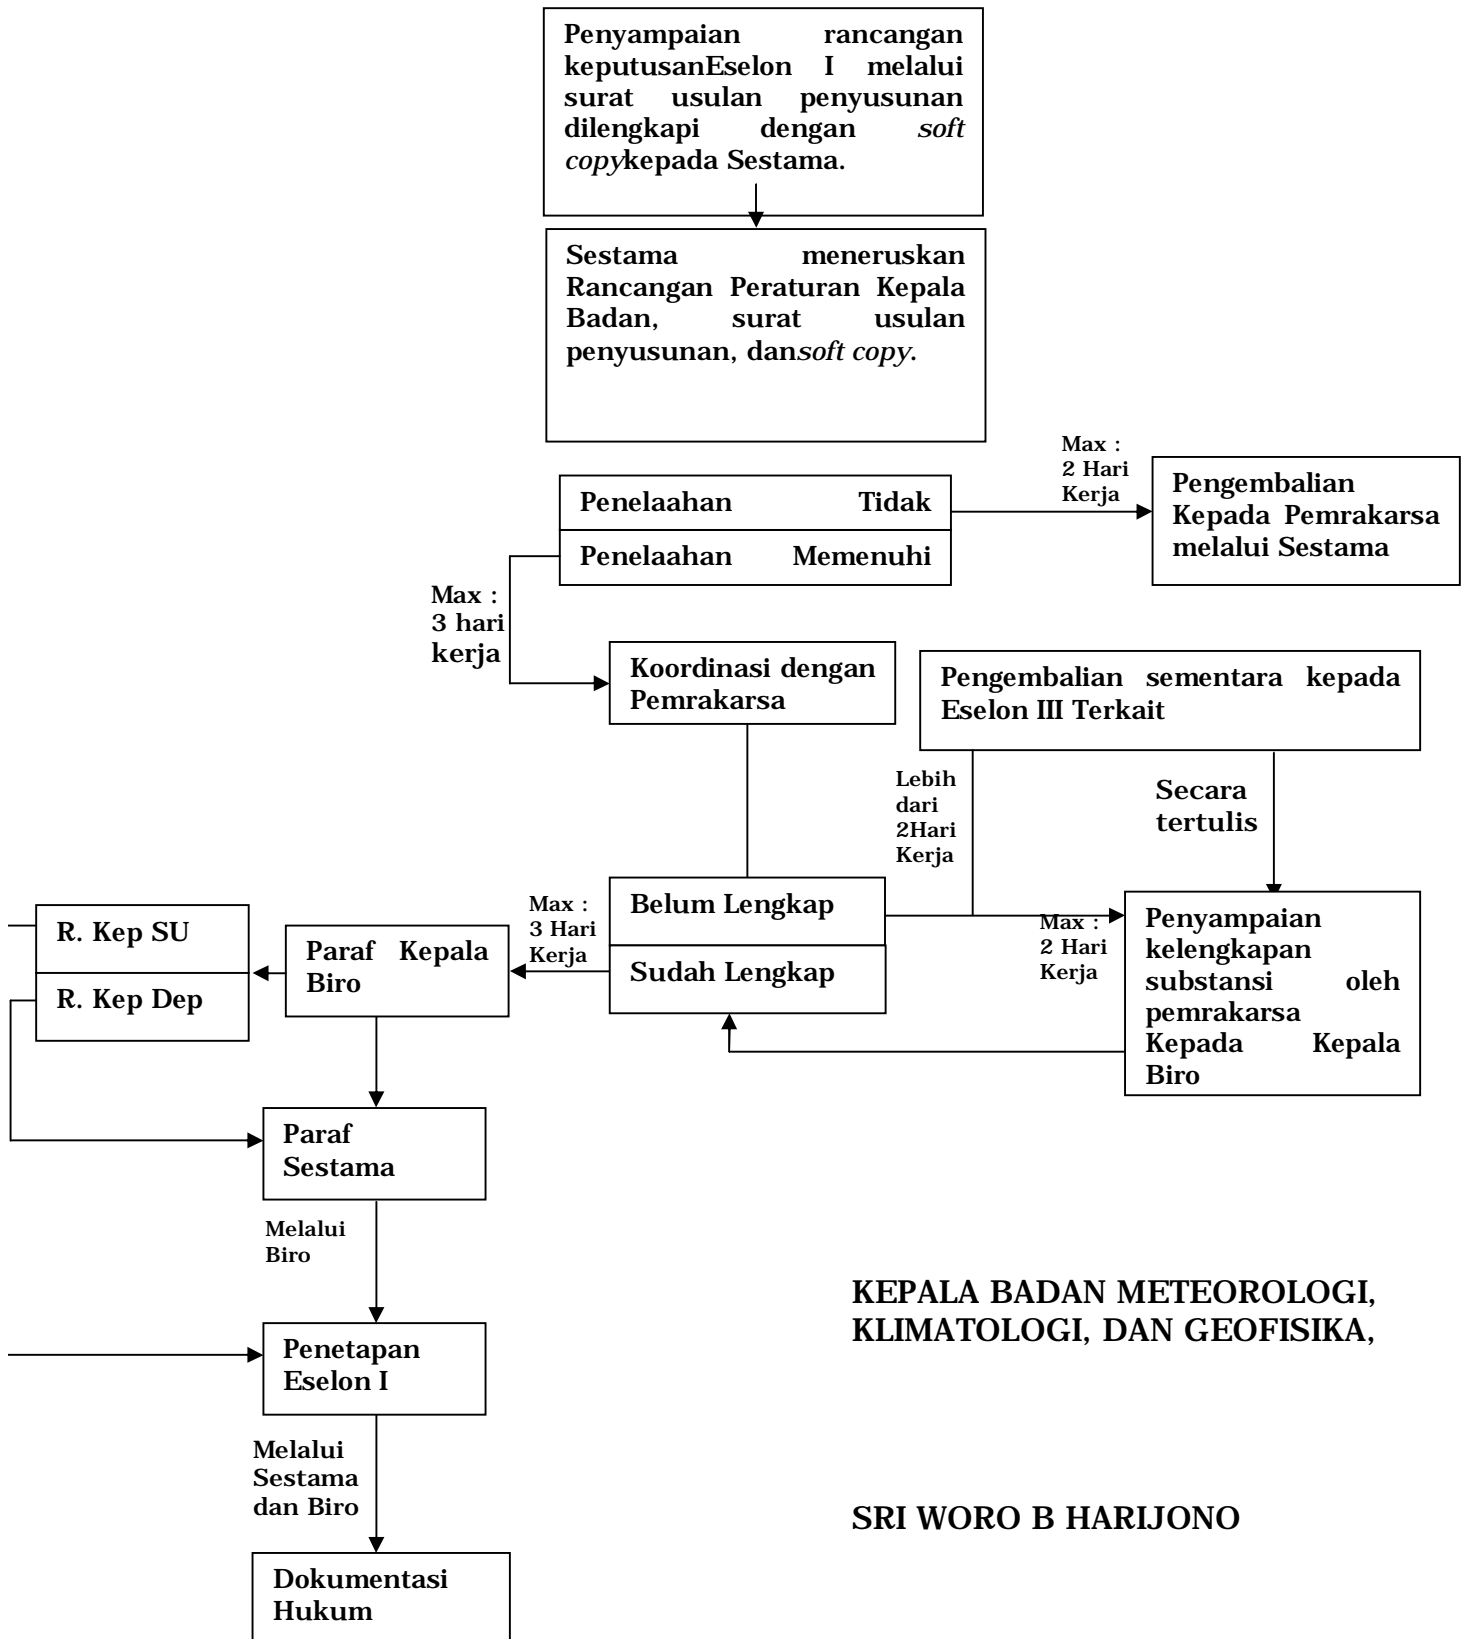 Penyampaian rancangan
keputusanEselon I melalui
surat usulan penyusunan
dilengkapi dengan soft
copykepada Sestama.
Sestama meneruskan
Rancangan Peraturan Kepala
Badan, surat usulan
penyusunan, dansoft copy.
Max :
2 Hari
Kerja
Penelaahan Tidak
Penelaahan Memenuhi
Pengembalian
Kepada Pemrakarsa
melalui Sestama
Max :
3 hari
kerja
Koordinasi dengan
Pemrakarsa
Pengembalian sementara kepada
Eselon III Terkait
Lebih
dari
2Hari
Kerja
Secara
tertulis
R. Kep SU
R. Kep Dep
Paraf Kepala
Biro
Max :
3 Hari
Kerja
Belum Lengkap
Sudah Lengkap
Max :
2 Hari
Kerja
Penyampaian
kelengkapan
substansi oleh
pemrakarsa
Kepada Kepala
Biro
Paraf
Sestama
Melalui
Biro
Penetapan
Eselon I
Melalui
Sestama
dan Biro
Dokumentasi
Hukum
KEPALA BADAN METEOROLOGI,
KLIMATOLOGI, DAN GEOFISIKA,
SRI WORO B HARIJONO